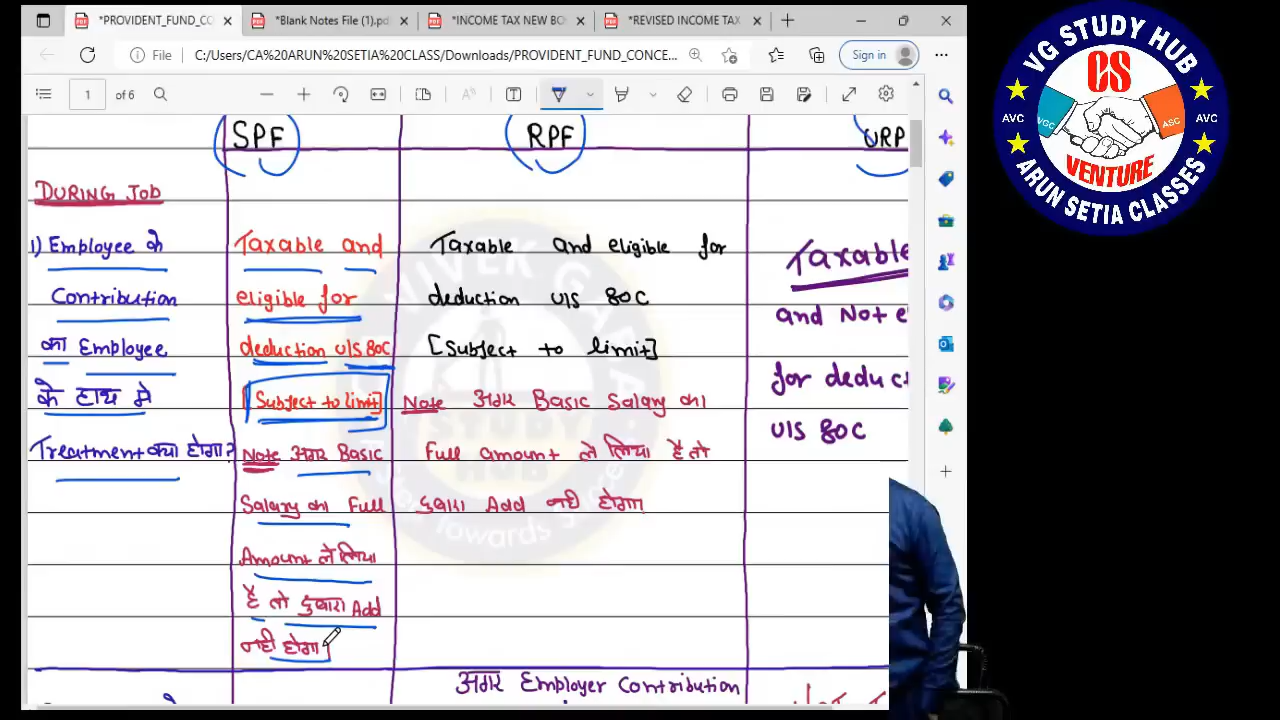 *PROVIDENT_FUND_CO
*Blank Notes File (1).pd
*INCOME TAX NEW BO
*REVISED INCOME TAX
File
C:/Users/CA%20ARUN%20SETIA%20CLASS/Downloads/PROVIDENT_FUND_CONCE...
Sign in
1 of 6
SPF
RPF
URP
DURING JOB
1) Employee के
Contribution
का Employee
के हाथ मे
Treatment क्या होगा?
Taxable and
eligible for
deduction U/S 80C
[Subject to limit]
Note अगर Basic
Salary का Full
Amount ले लिया
है तो दुबारा Add
नही होगा
Taxable and eligible for
deduction U/S 80C
[Subject to limit]
Note अगर Basic Salary का
Full amount ले लिया है तो
दुबारा Add नही होगा
Taxable
and Not e
for deduct
U/S 80C
अगर Employer Contribution
VG STUDY HUB
CS
AVC
AVC
VGC
ASC
VENTURE
ARUN SETIA CLASSES